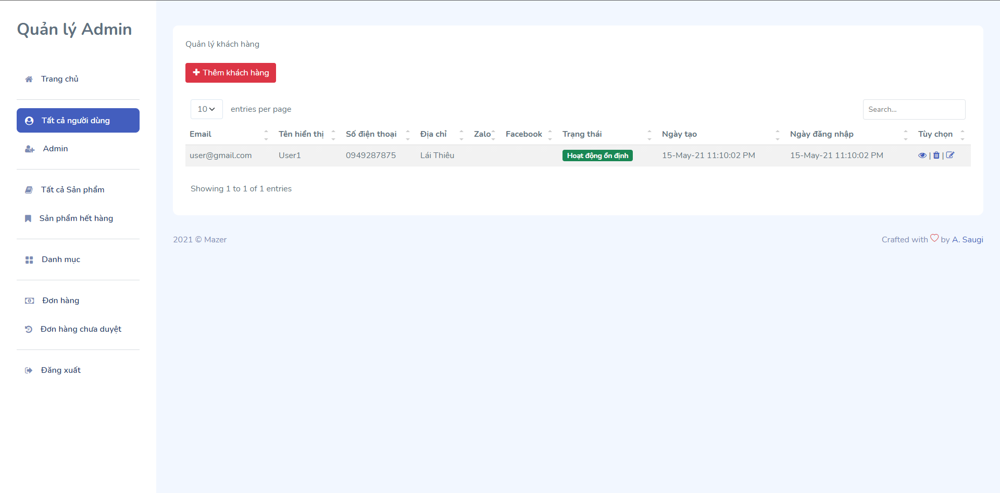 Quản lý Admin
Trang chủ
Tất cả người dùng
Admin
Tất cả Sản phẩm
Sản phẩm hết hàng
Danh mục
Đơn hàng
Đơn hàng chưa duyệt
Đăng xuất
Quản lý khách hàng
Thêm khách hàng
10 entries per page
Search...
Email Tên hiển thị Số điện thoại Địa chỉ Zalo Facebook Trạng thái Ngày tạo Ngày đăng nhập Tùy chọn
user@gmail.com User1 0949287875 Lái Thiêu Hoạt động ổn định 15-May-21 11:10:02 PM 15-May-21 11:10:02 PM | |
Showing 1 to 1 of 1 entries
2021 © Mazer
Crafted with by A. Saugi